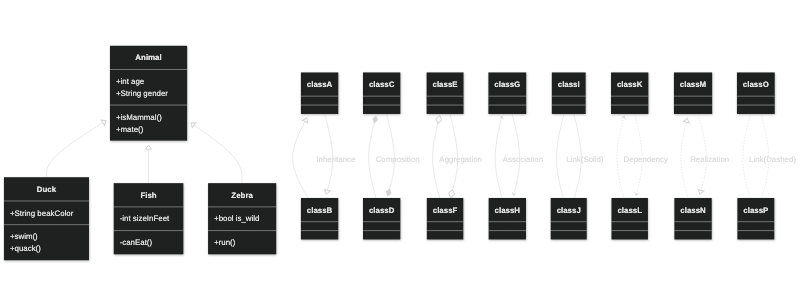 Animal
+int age
+String gender
+isMammal()
+mate()
Duck
+String beakColor
+swim()
+quack()
Fish
-int sizeInFeet
-canEat()
Zebra
+bool is_wild
+run()
classA
classC
classE
classG
classI
classK
classM
classO
Inheritance
Composition
Aggregation
Association
Link(Solid)
Dependency
Realization
Link(Dashed)
classB
classD
classF
classH
classJ
classL
classN
classP